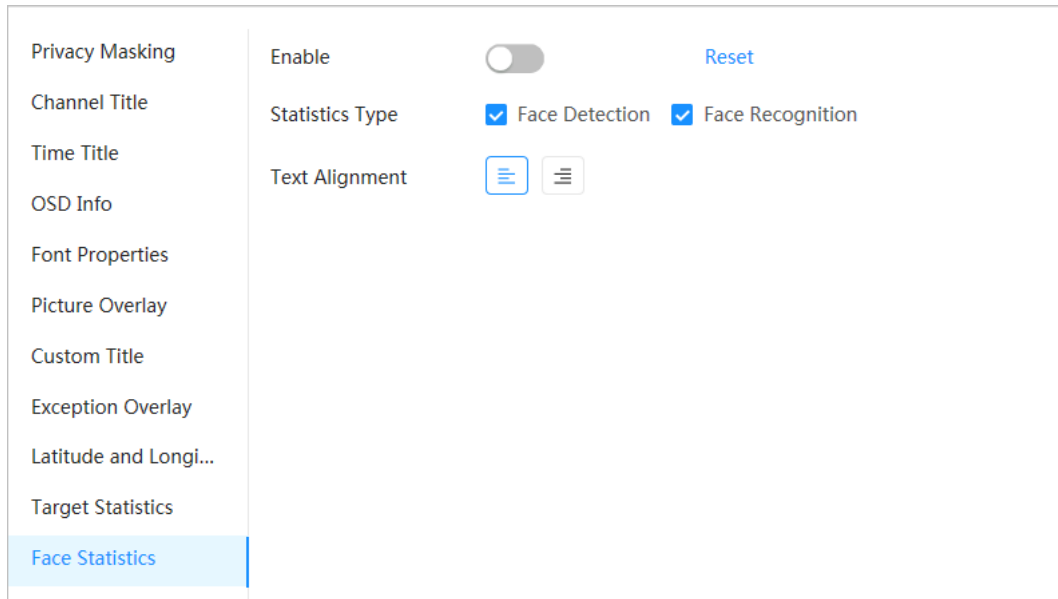 Privacy Masking
Channel Title
Time Title
OSD Info
Font Properties
Picture Overlay
Custom Title
Exception Overlay
Latitude and Longi...
Target Statistics
Face Statistics
Enable Reset
Statistics Type Face Detection Face Recognition
Text Alignment